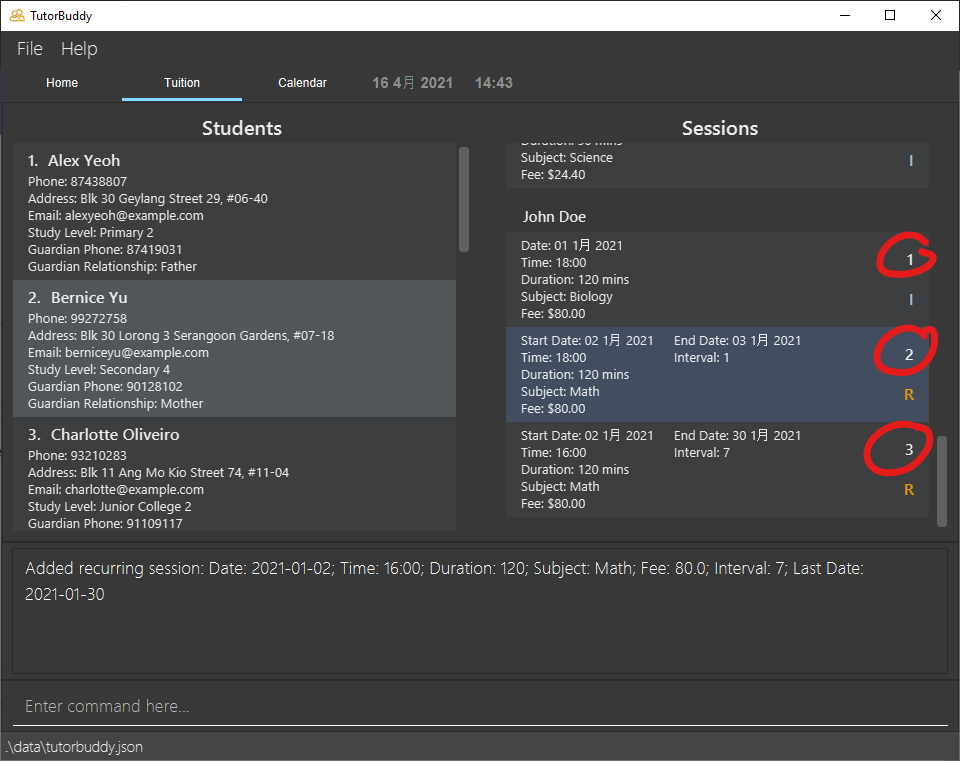 TutorBuddy
File Help
Home Tuition Calendar 16 4月 2021 14:43
Students
1. Alex Yeoh
Phone: 87438807
Address: Blk 30 Geylang Street 29, #06-40
Email: alexyeoh@example.com
Study Level: Primary 2
Guardian Phone: 87419031
Guardian Relationship: Father
2. Bernice Yu
Phone: 99272758
Address: Blk 30 Lorong 3 Serangoon Gardens, #07-18
Email: berniceyu@example.com
Study Level: Secondary 4
Guardian Phone: 90128102
Guardian Relationship: Mother
3. Charlotte Oliveiro
Phone: 93210283
Address: Blk 11 Ang Mo Kio Street 74, #11-04
Email: charlotte@example.com
Study Level: Junior College 2
Guardian Phone: 91109117
Sessions
Duration: 90 mins
Subject: Science
I
Fee: $24.40
John Doe
Date: 01 1月 2021
Time: 18:00
1
Duration: 120 mins
Subject: Biology
I
Fee: $80.00
Start Date: 02 1月 2021 End Date: 03 1月 2021
Time: 18:00 Interval: 1
2
Duration: 120 mins
Subject: Math
R
Fee: $80.00
Start Date: 02 1月 2021 End Date: 30 1月 2021
Time: 16:00 Interval: 7
3
Duration: 120 mins
Subject: Math
R
Fee: $80.00
Added recurring session: Date: 2021-01-02; Time: 16:00; Duration: 120; Subject: Math; Fee: 80.0; Interval: 7; Last Date:
2021-01-30
Enter command here...
.\data\tutorbuddy.json